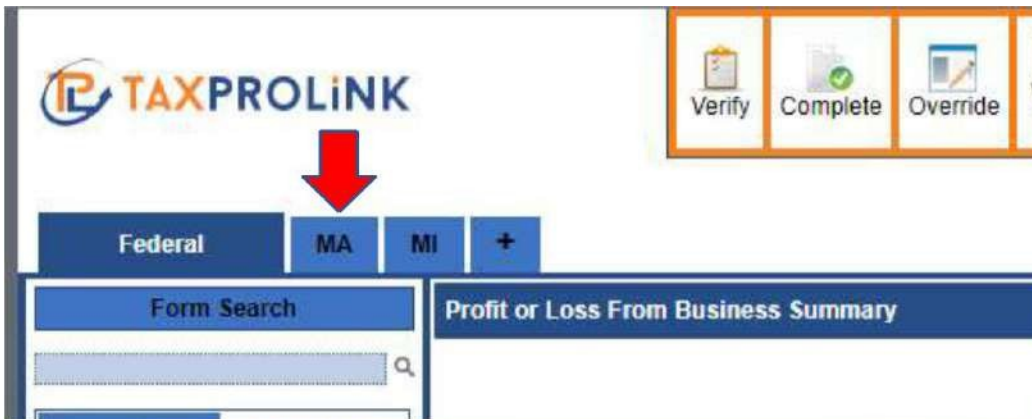 TAXPROLiNK
Verify Complete Override
Federal MA MI +
Form Search
Profit or Loss From Business Summary